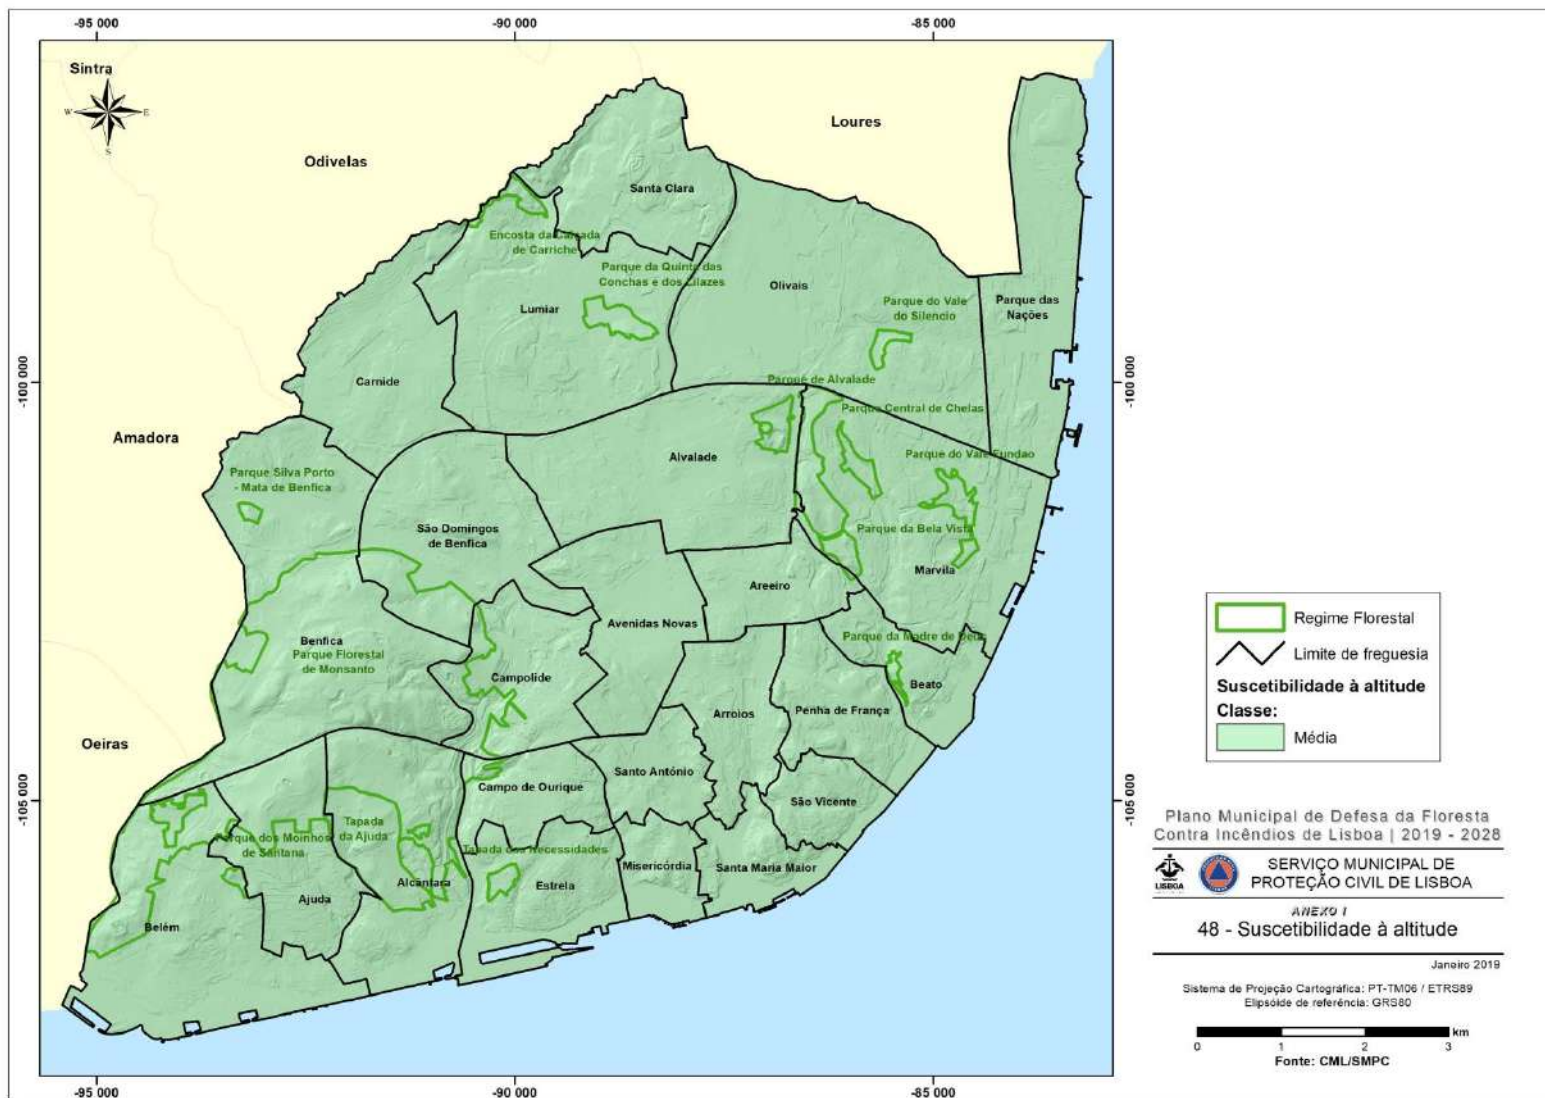 -95 000
-90 000
-85 000
Sintra
N
W
E
S
Loures
Odivelas
Santa Clara
Encosta da Calçada
de Carriche
Parque da Quinta das
Conchas e dos Lilazes
Olivais
Parque do Vale
do Silencio
Parque das
Nações
Lumiar
-100 000
-100 000
Carnide
Parque de Alvalade
Parque Central de Chelas
Amadora
Alvalade
Parque do Vale Fundao
Parque Silva Porto
- Mata de Benfica
São Domingos
de Benfica
Parque da Bela Vista
Marvila
Areeiro
Avenidas Novas
Benfica
Parque Florestal
de Monsanto
Parque da Madre de Deus
Campolide
Beato
Arroios
Penha de França
Oeiras
Santo António
Campo de Ourique
São Vicente
-105 000
-105 000
Tapada
da Ajuda
Parque dos Moinhos
de Santana
Tapada das Necessidades
Misericórdia
Santa Maria Maior
Alcântara
Estrela
Ajuda
Belém
-95 000
-90 000
-85 000
Regime Florestal
Limite de freguesia
Suscetibilidade à altitude
Classe:
Média
Plano Municipal de Defesa da Floresta
Contra Incêndios de Lisboa | 2019 - 2028
LISBOA
SERVIÇO MUNICIPAL DE
PROTEÇÃO CIVIL DE LISBOA
ANEXO I
48 - Suscetibilidade à altitude
Janeiro 2019
Sistema de Projeção Cartográfica: PT-TM06 / ETRS89
Elipsóide de referência: GRS80
km
0 1 2 3
Fonte: CML/SMPC